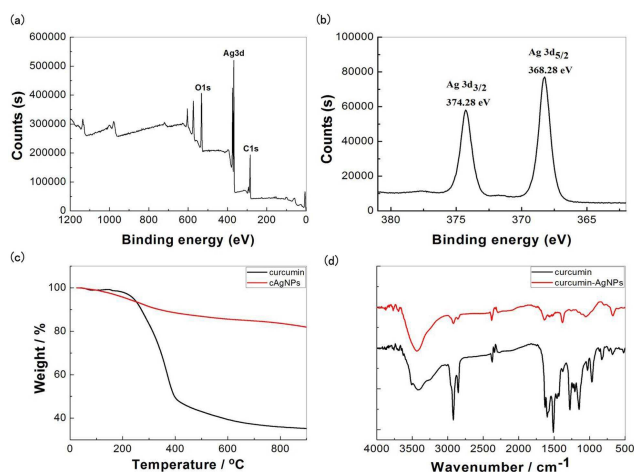 (a)
600000
500000
400000
300000
200000
100000
0
Counts (s)
Ag3d
O1s
C1s
1200 1000 800 600 400 200 0
Binding energy (eV)
(b)
100000
80000
60000
40000
20000
0
Counts (s)
Ag 3d3/2
374.28 eV
Ag 3d5/2
368.28 eV
380 375 370 365
Binding energy (eV)
(c)
100
80
60
40
Weight / %
curcumin
cAgNPs
0 200 400 600 800
Temperature / ºC
(d)
curcumin
curcumin-AgNPs
4000 3500 3000 2500 2000 1500 1000 500
Wavenumber / cm-1